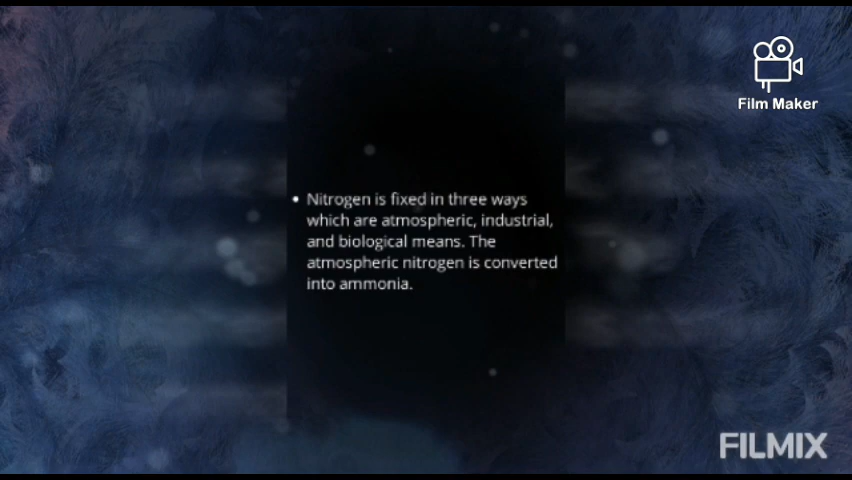 Film Maker
• Nitrogen is fixed in three ways
which are atmospheric, industrial,
and biological means. The
atmospheric nitrogen is converted
into ammonia.
FILMIX